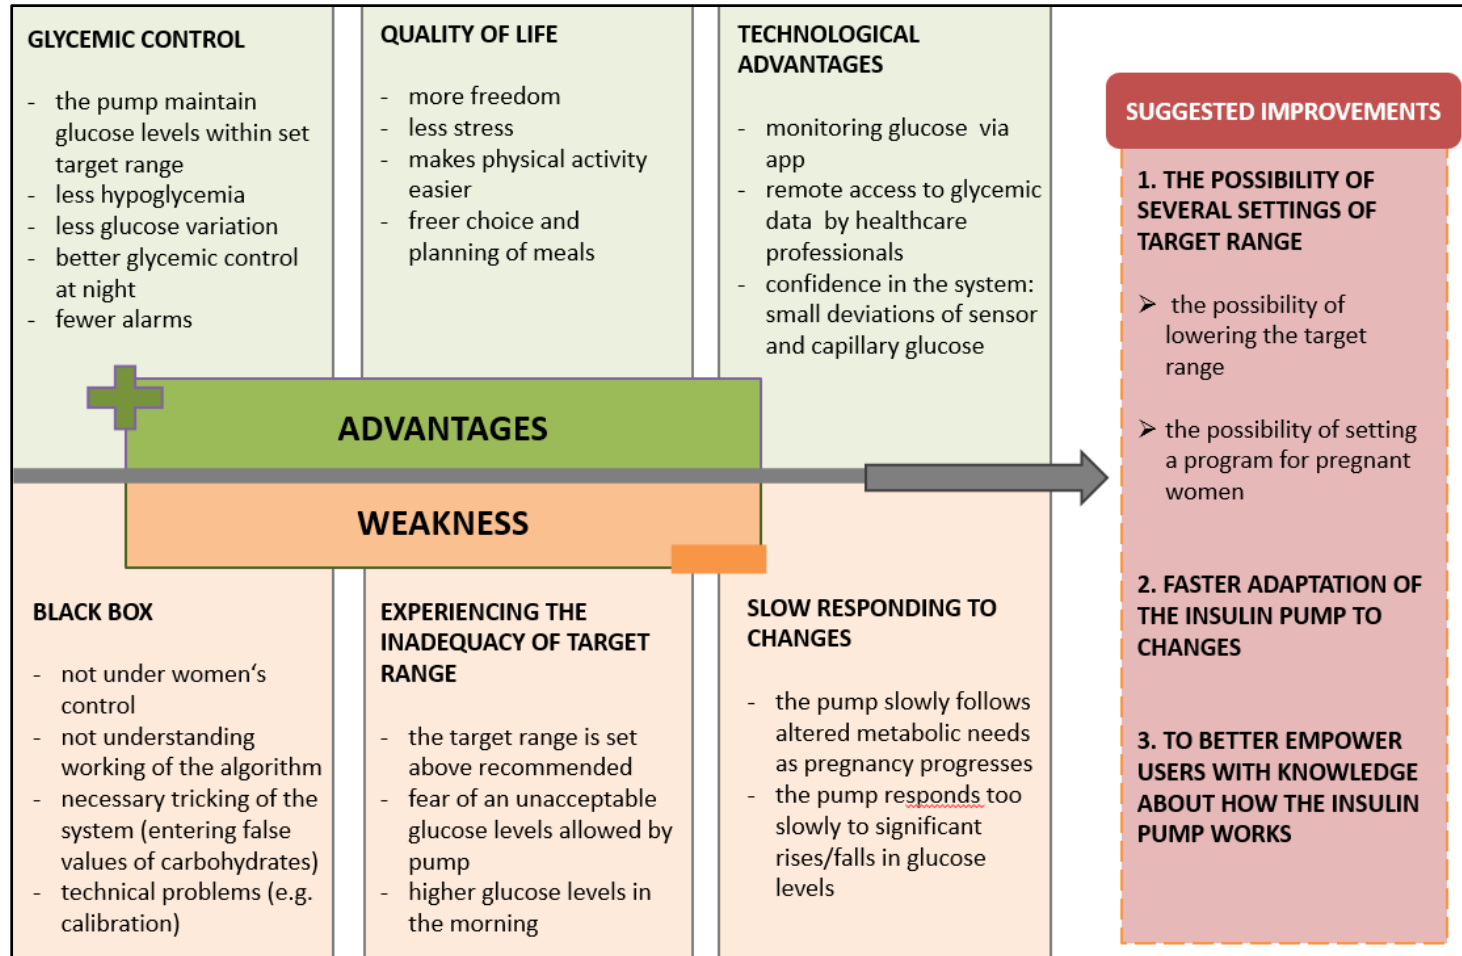 GLYCEMIC CONTROL
- the pump maintain
glucose levels within set
target range
- less hypoglycemia
- less glucose variation
- better glycemic control
at night
- fewer alarms
QUALITY OF LIFE
- more freedom
- less stress
- makes physical activity
easier
- freer choice and
planning of meals
TECHNOLOGICAL
ADVANTAGES
- monitoring glucose via
app
- remote access to glycemic
data by healthcare
professionals
- confidence in the system:
small deviations of sensor
and capillary glucose
ADVANTAGES
WEAKNESS
BLACK BOX
- not under women‘s
control
- not understanding
working of the algorithm
- necessary tricking of the
system (entering false
values of carbohydrates)
- technical problems (e.g.
calibration)
EXPERIENCING THE
INADEQUACY OF TARGET
RANGE
- the target range is set
above recommended
- fear of an unacceptable
glucose levels allowed by
pump
- higher glucose levels in
the morning
SLOW RESPONDING TO
CHANGES
- the pump slowly follows
altered metabolic needs
as pregnancy progresses
- the pump responds too
slowly to significant
rises/falls in glucose
levels
SUGGESTED IMPROVEMENTS
1. THE POSSIBILITY OF
SEVERAL SETTINGS OF
TARGET RANGE
➢ the possibility of
lowering the target
range
➢ the possibility of setting
a program for pregnant
women
2. FASTER ADAPTATION OF
THE INSULIN PUMP TO
CHANGES
3. TO BETTER EMPOWER
USERS WITH KNOWLEDGE
ABOUT HOW THE INSULIN
PUMP WORKS